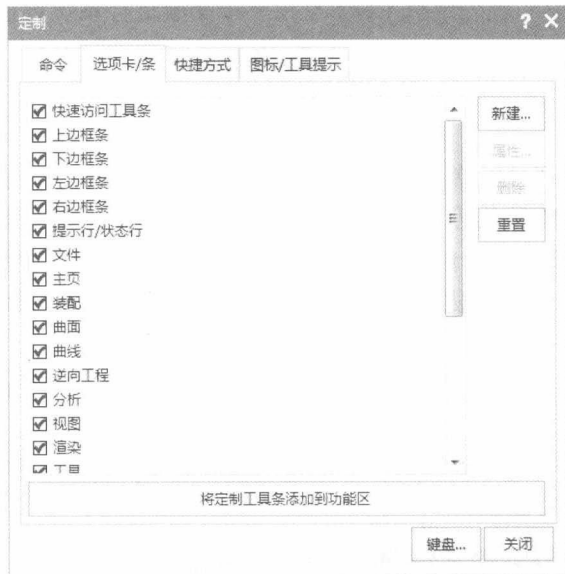 定制
? ×
命令 选项卡/条 快捷方式 图标/工具提示
快速访问工具条
上边框条
下边框条
左边框条
右边框条
提示行/状态行
文件
主页
装配
曲面
曲线
逆向工程
分析
视图
渲染
工具
新建...
属性...
删除
重置
将定制工具条添加到功能区
键盘...
关闭